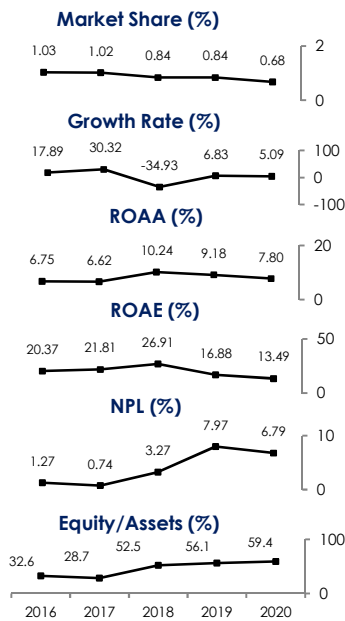 Market Share (%)
1.03 1.02 0.84 0.84 0.68
2
0
Growth Rate (%)
17.89 30.32 -34.93 6.83 5.09
100
0
-100
ROAA (%)
6.75 6.62 10.24 9.18 7.80
20
0
ROAE (%)
20.37 21.81 26.91 16.88 13.49
50
0
NPL (%)
1.27 0.74 3.27 7.97 6.79
10
0
Equity/Assets (%)
32.6 28.7 52.5 56.1 59.4
100
0
2016 2017 2018 2019 2020